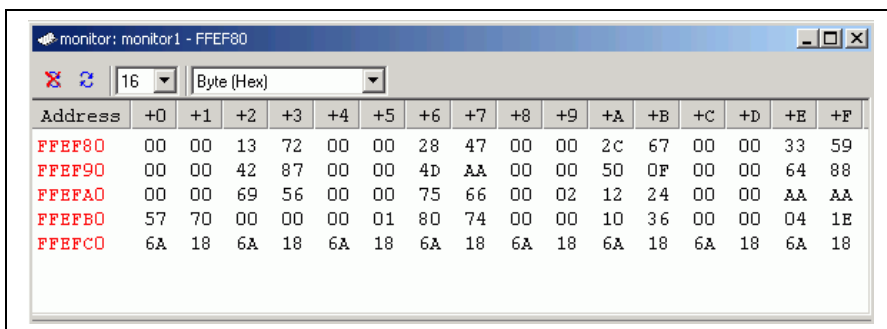 monitor: monitor1 - FFEF80
16 Byte (Hex)
Address +0 +1 +2 +3 +4 +5 +6 +7 +8 +9 +A +B +C +D +E +F
FFEF80 00 00 13 72 00 00 28 47 00 00 2C 67 00 00 33 59
FFEF90 00 00 42 87 00 00 4D AA 00 00 50 0F 00 00 64 88
FFEFA0 00 00 69 56 00 00 75 66 00 02 12 24 00 00 AA AA
FFEFB0 57 70 00 00 00 01 80 74 00 00 10 36 00 00 04 1E
FFEFC0 6A 18 6A 18 6A 18 6A 18 6A 18 6A 18 6A 18 6A 18